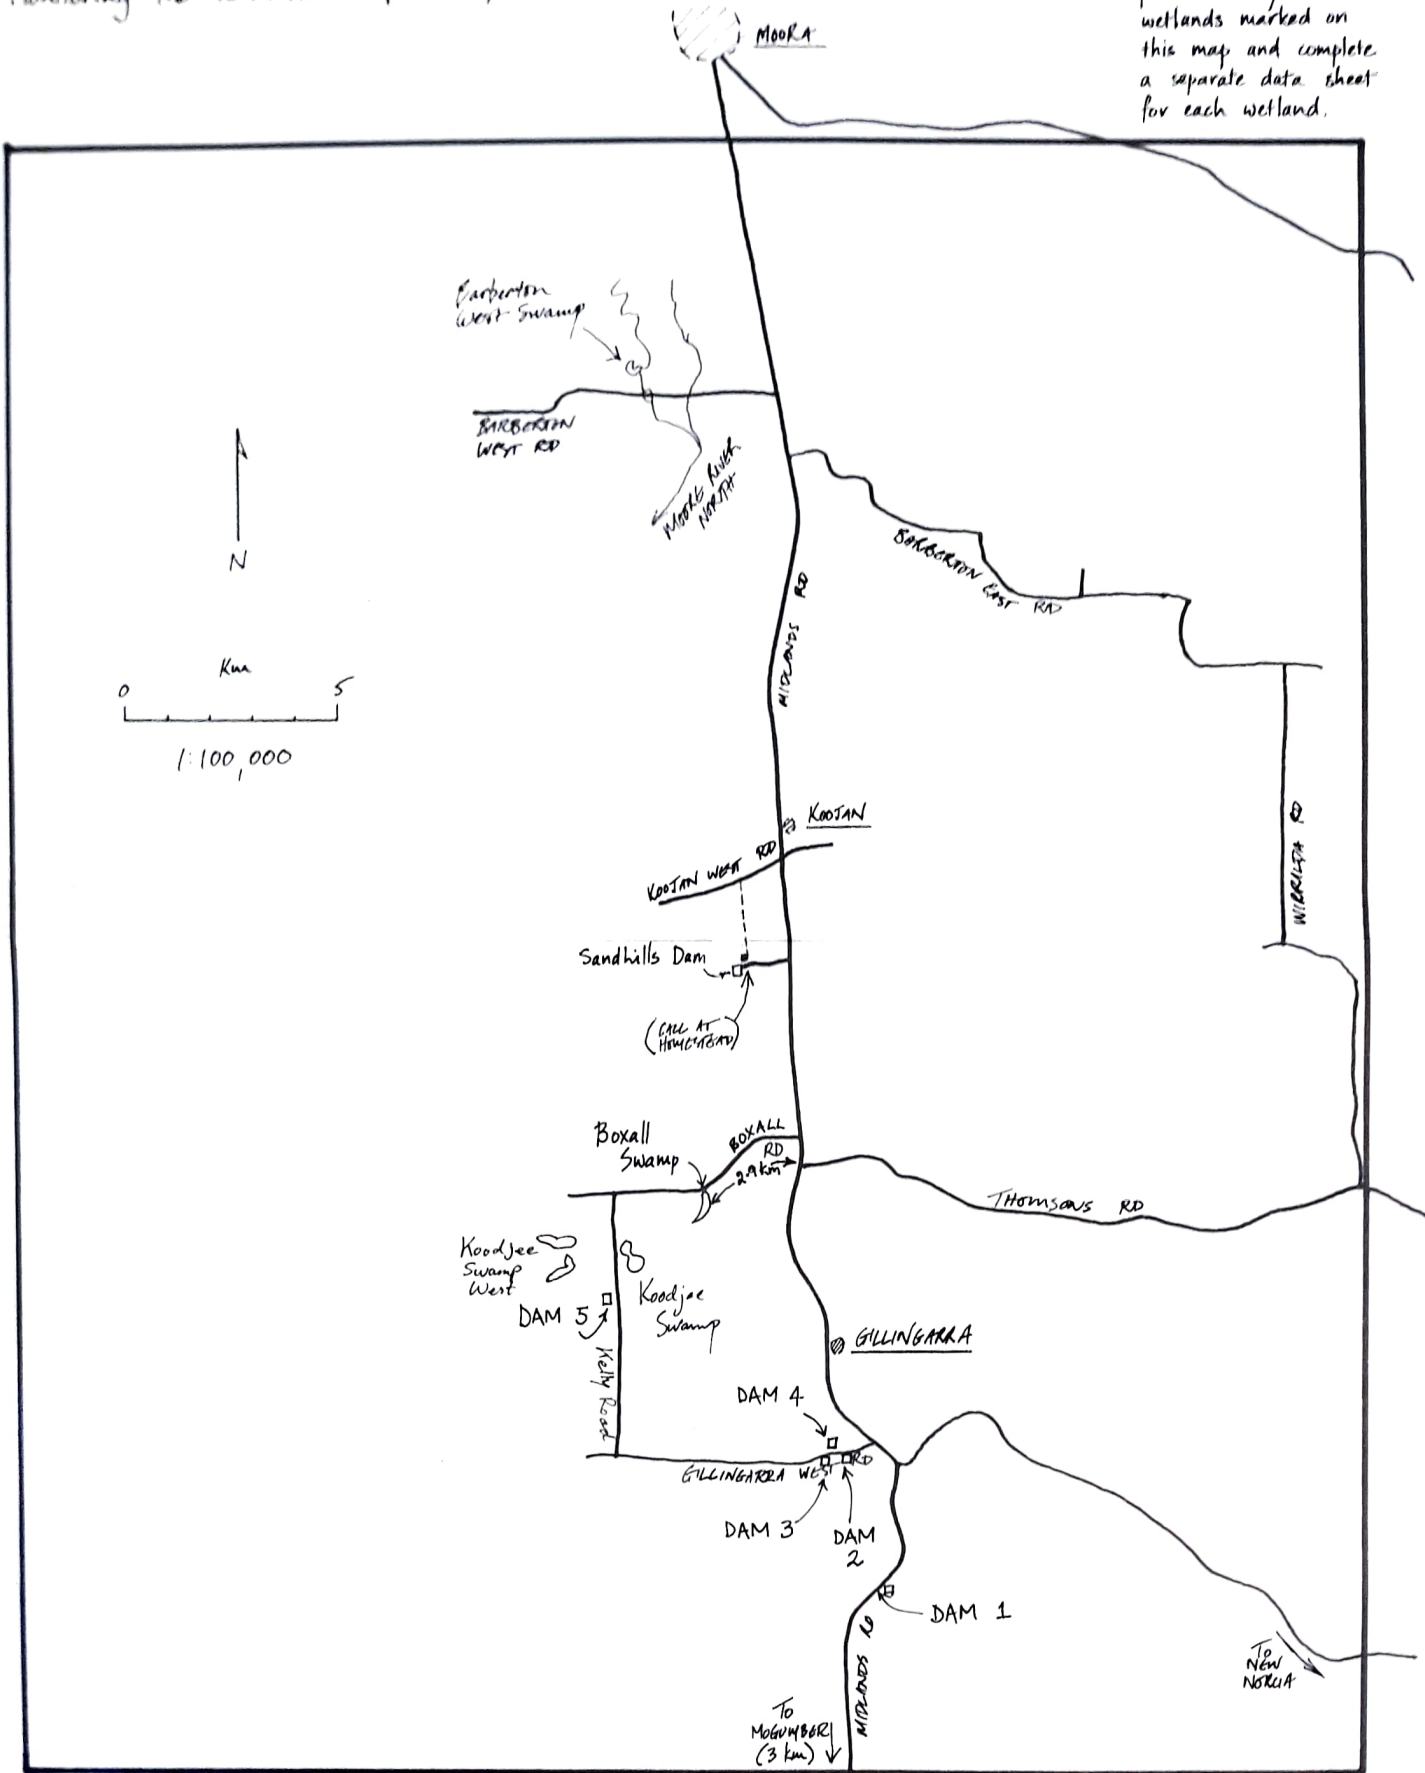 MOORA
wetlands marked on
this map and complete
a separate data sheet
for each wetland.
Barberton
West Swamp
BARBERTON
WEST RD
MOORE RIVER
NORTH
N
BARBERTON EAST RD
MIDLANDS RD
Km
0 5
1:100,000
KOOJAN
KOOJAN WEST RD
WIRRILDA RD
Sandhills Dam
(CALL AT
HOMESTEAD)
Boxall
Swamp
BOXALL
RD
2.9km
THOMSONS RD
Koodjee
Swamp
West
Koodjee
Swamp
DAM 5
Kelly Road
GILLINGARRA
DAM 4
GILLINGARRA WEST RD
DAM 3
DAM
2
DAM 1
MIDLANDS RD
To
NEW
NORCIA
To
MOGUMBER
(3 km)